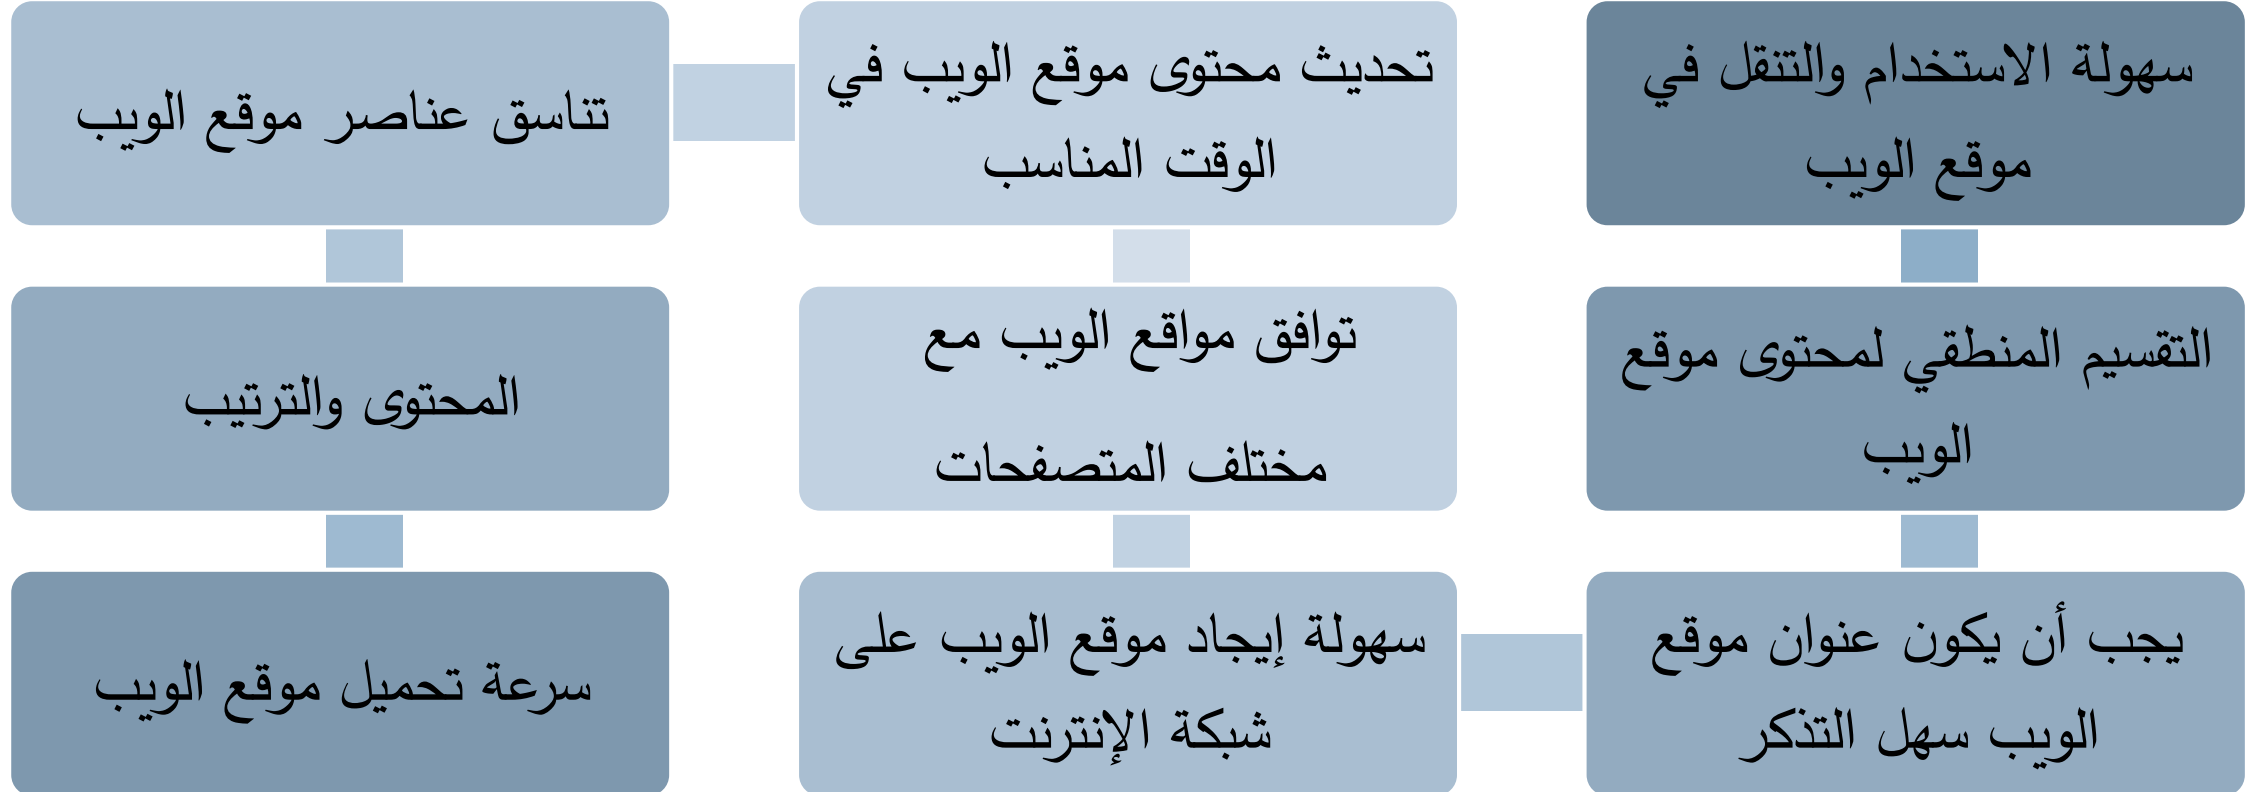 سهولة الاستخدام والتنقل في
موقع الويب
التقسيم المنطقي لمحتوى موقع
الويب
يجب أن يكون عنوان موقع
الويب سهل التذكر
سهولة إيجاد موقع الويب على
شبكة الإنترنت
توافق مواقع الويب مع
مختلف المتصفحات
تحديث محتوى موقع الويب في
الوقت المناسب
تناسق عناصر موقع الويب
المحتوى والترتيب
سرعة تحميل موقع الويب